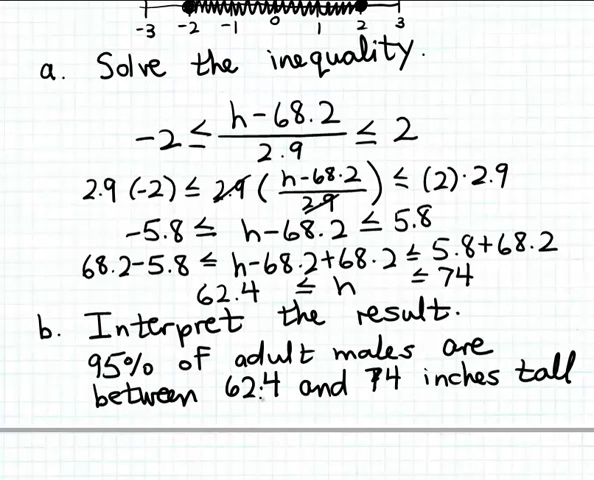 -3 -2 -1 0 1 2 3
a. Solve the inequality.
-2 ≤ (h-68.2)/2.9 ≤ 2
2.9 (-2) ≤ 2.9 ( (h-68.2)/2.9 ) ≤ (2)·2.9
-5.8 ≤ h-68.2 ≤ 5.8
68.2-5.8 ≤ h-68.2+68.2 ≤ 5.8+68.2
62.4 ≤ h ≤ 74
b. Interpret the result.
95% of adult males are
between 62.4 and 74 inches tall